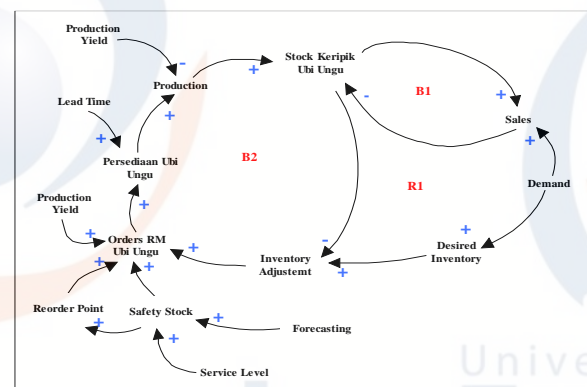 Production
Yield
-
Production
+
Stock Keripik
Ubi Ungu
B1
+
-
Sales
+
Lead Time
+
+
Persediaan Ubi
Ungu
B2
R1
Demand
Production
Yield
+
+
Orders RM
Ubi Ungu
+
+
+
-
Inventory
Adjustemt
+
+
Desired
Inventory
Reorder Point
+
Safety Stock
+
+
Forecasting
Service Level
Unive